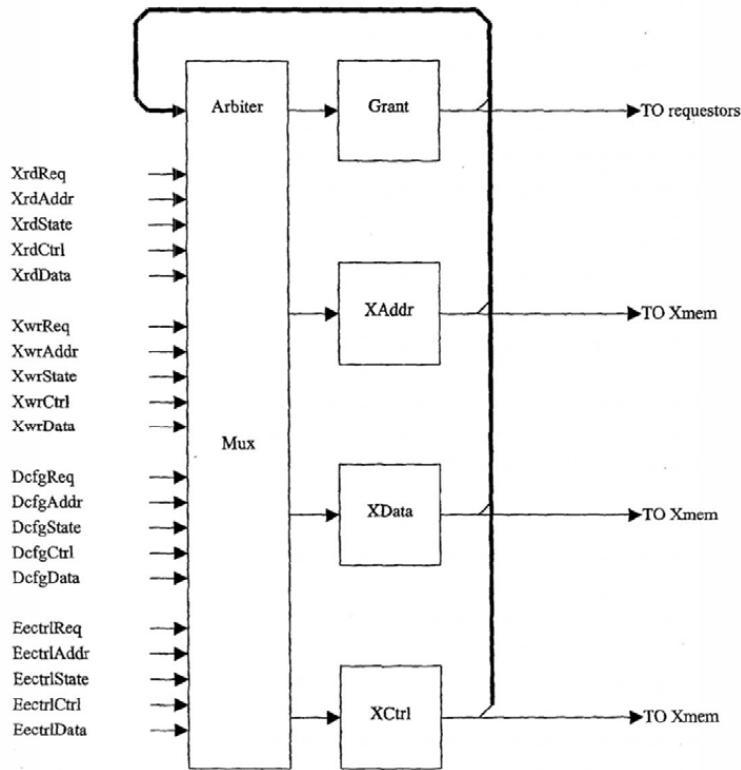 Arbiter
Grant
TO requestors
XrdReq
XrdAddr
XrdState
XrdCtrl
XrdData
XAddr
TO Xmem
XwrReq
XwrAddr
XwrState
XwrCtrl
XwrData
Mux
DcfgReq
DcfgAddr
DcfgState
DcfgCtrl
DcfgData
XData
TO Xmem
EectrlReq
EectrlAddr
EectrlState
EectrlCtrl
EectrlData
XCtrl
TO Xmem